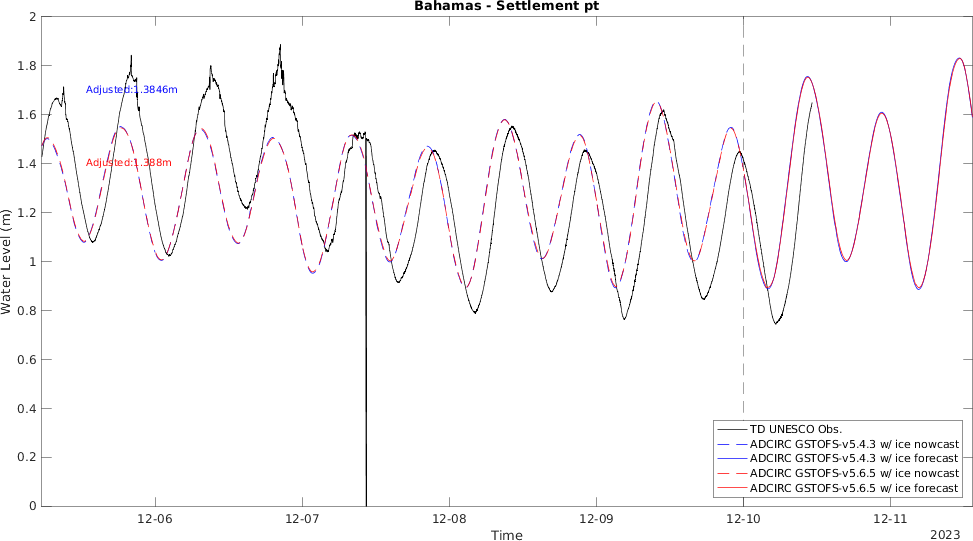 Bahamas - Settlement pt
2
1.8
1.6
1.4
1.2
1
0.8
0.6
0.4
0.2
0
Water Level (m)
Adjusted:1.3846m
Adjusted:1.388m
TD UNESCO Obs.
ADCIRC GSTOFS-v5.4.3 w/ ice nowcast
ADCIRC GSTOFS-v5.4.3 w/ ice forecast
ADCIRC GSTOFS-v5.6.5 w/ ice nowcast
ADCIRC GSTOFS-v5.6.5 w/ ice forecast
12-06 12-07 12-08 12-09 12-10 12-11
Time
2023